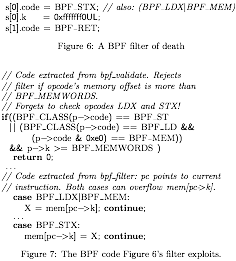 s[0].code = BPF_STX; // also: (BPF_LDX|BPF_MEM)
s[0].k = 0xfffffff0UL;
s[1].code = BPF-RET;
Figure 6: A BPF filter of death
// Code extracted from bpf_validate. Rejects
// filter if opcode's memory offset is more than
// BPF_MEMWORDS.
// Forgets to check opcodes LDX and STX!
if((BPF_CLASS(p->code) == BPF_ST
|| (BPF_CLASS(p->code) == BPF_LD &&
(p->code & 0xe0) == BPF_MEM))
&& p->k >= BPF_MEMWORDS )
return 0;
...
// Code extracted from bpf_filter: pc points to current
// instruction. Both cases can overflow mem[pc->k].
case BPF_LDX|BPF_MEM:
X = mem[pc->k]; continue;
...
case BPF_STX:
mem[pc->k] = X; continue;
Figure 7: The BPF code Figure 6's filter exploits.